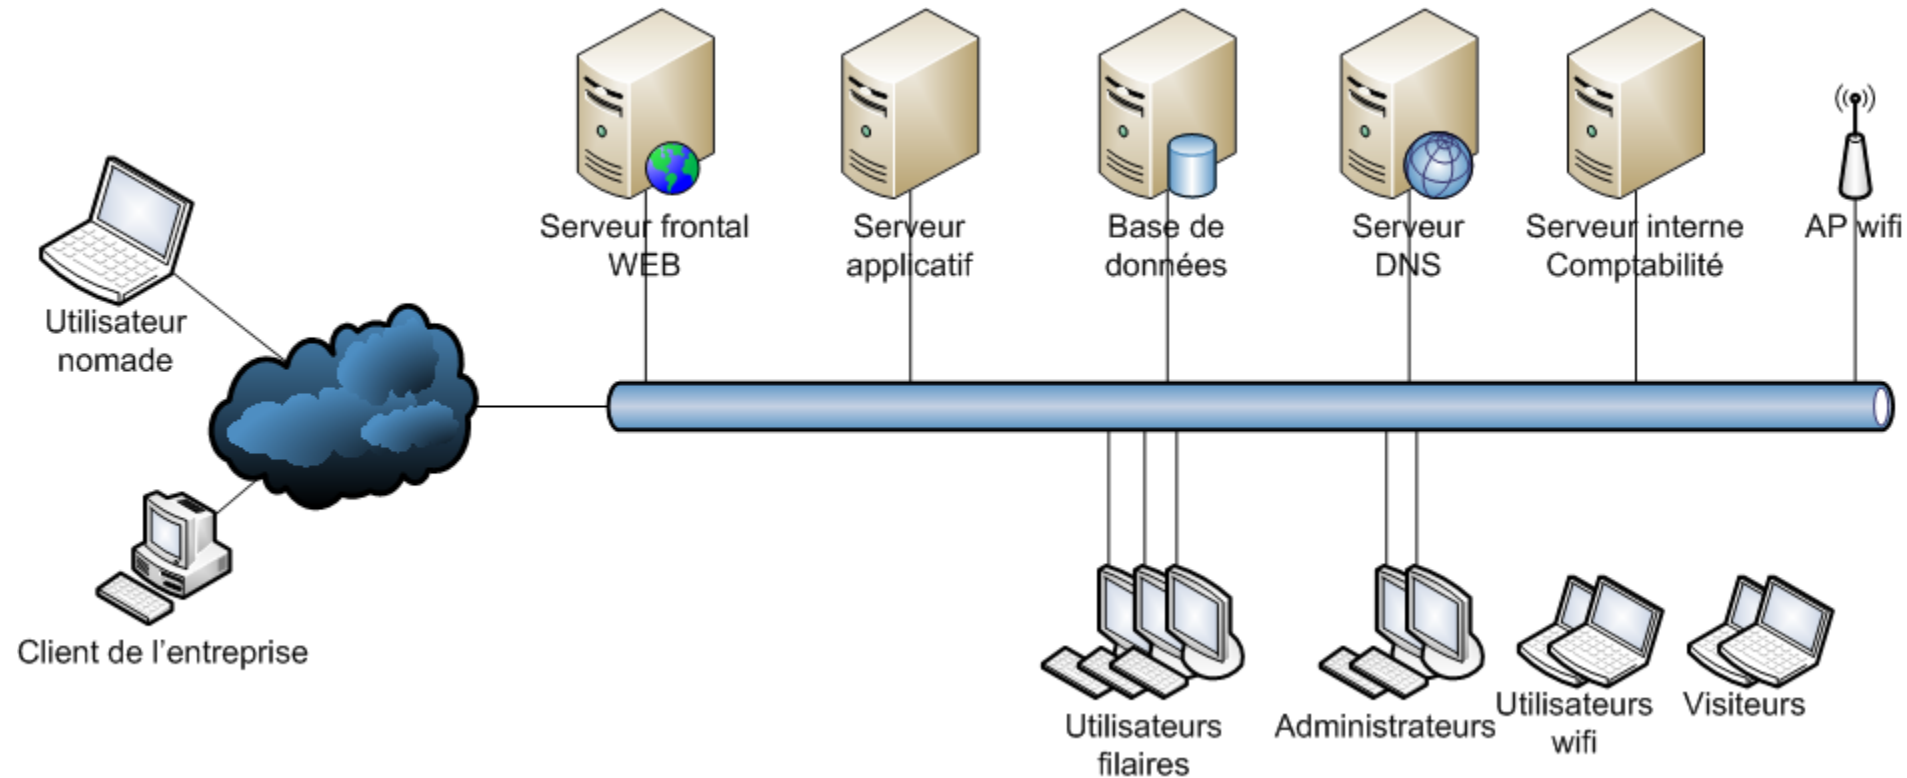 Serveur frontal
WEB
Serveur
applicatif
Base de
données
Serveur
DNS
Serveur interne
Comptabilité
AP wifi
Utilisateur
nomade
Client de l'entreprise
Utilisateurs
filaires
Administrateurs
Utilisateurs
wifi
Visiteurs